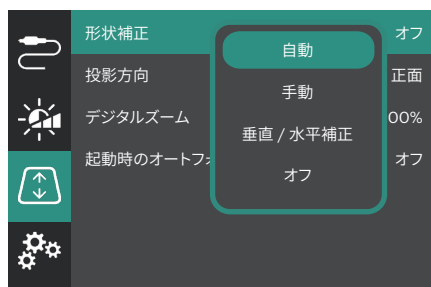 形状補正 オフ
自動
投影方向 正面
手動
デジタルズーム 00%
垂直 / 水平補正
起動時のオートフォ オフ
オフ